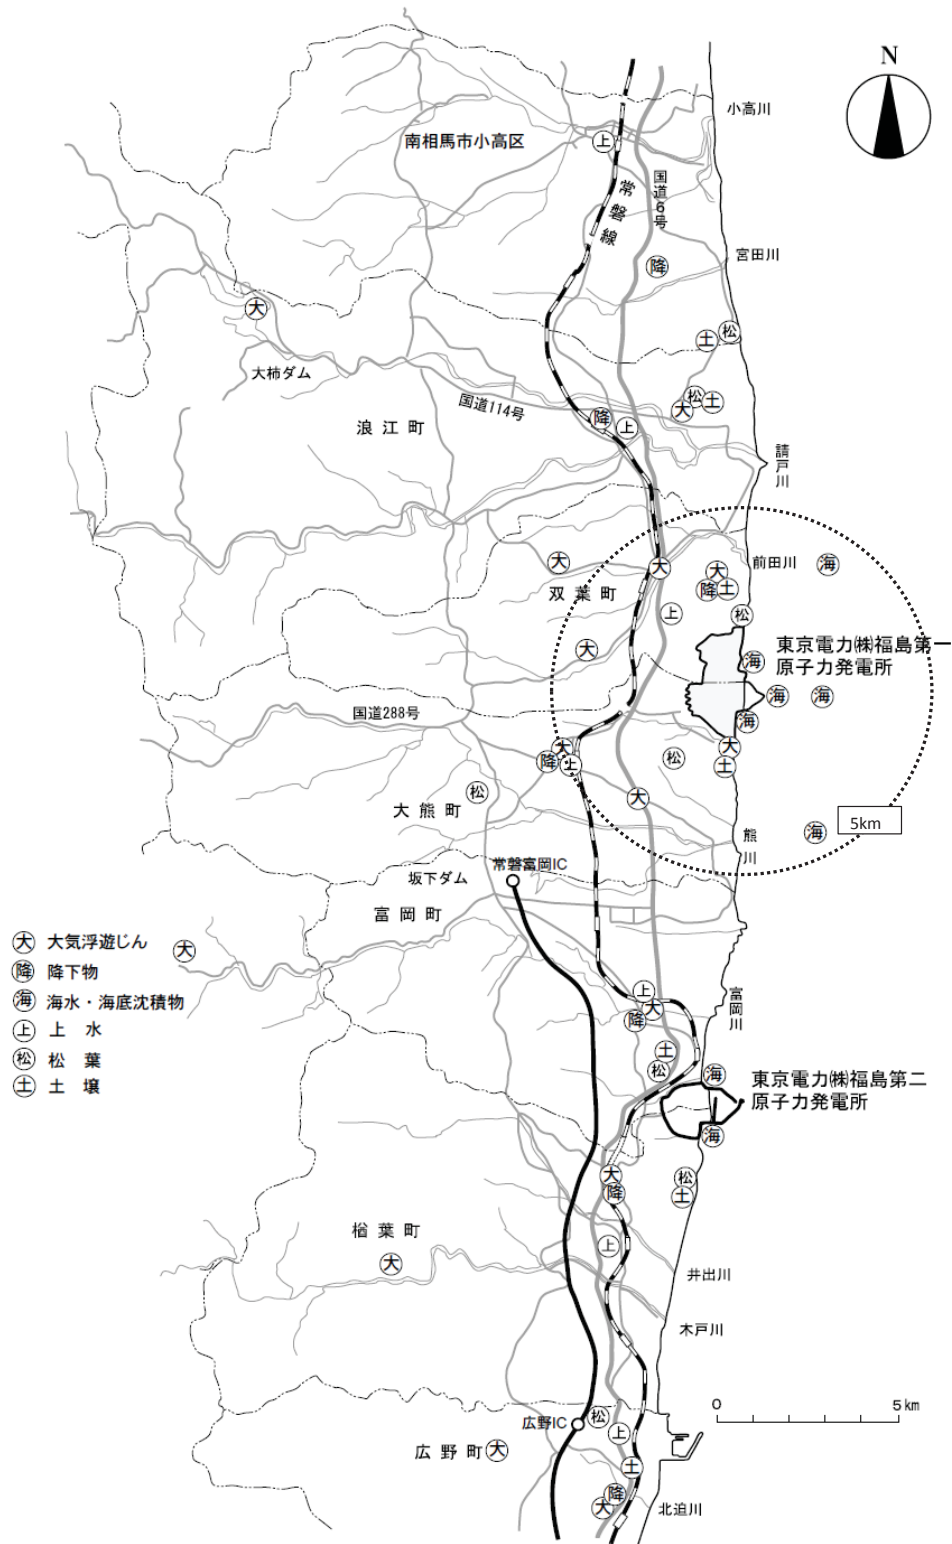 N
小高川
南相馬市小高区
上
国道6号
常磐線
宮田川
降
大
松
土
大柿ダム
国道114号
松
土
大
降
上
浪江町
請戸川
前田川
海
大
大
大
降
土
双葉町
上
松
東京電力㈱福島第一
原子力発電所
大
海
海
海
国道288号
海
大
大
降
上
松
土
松
大
大熊町
5km
海
熊川
常磐富岡IC
坂下ダム
富岡町
大 大気浮遊じん
大
降 降下物
海 海水・海底沈積物
上 上水
松 松葉
土 土壌
上
大
降
富岡川
土
松
海
東京電力㈱福島第二
原子力発電所
海
大
降
松
土
楢葉町
上
大
井出川
木戸川
0 5km
広野IC
松
上
広野町
大
土
降
大
北迫川